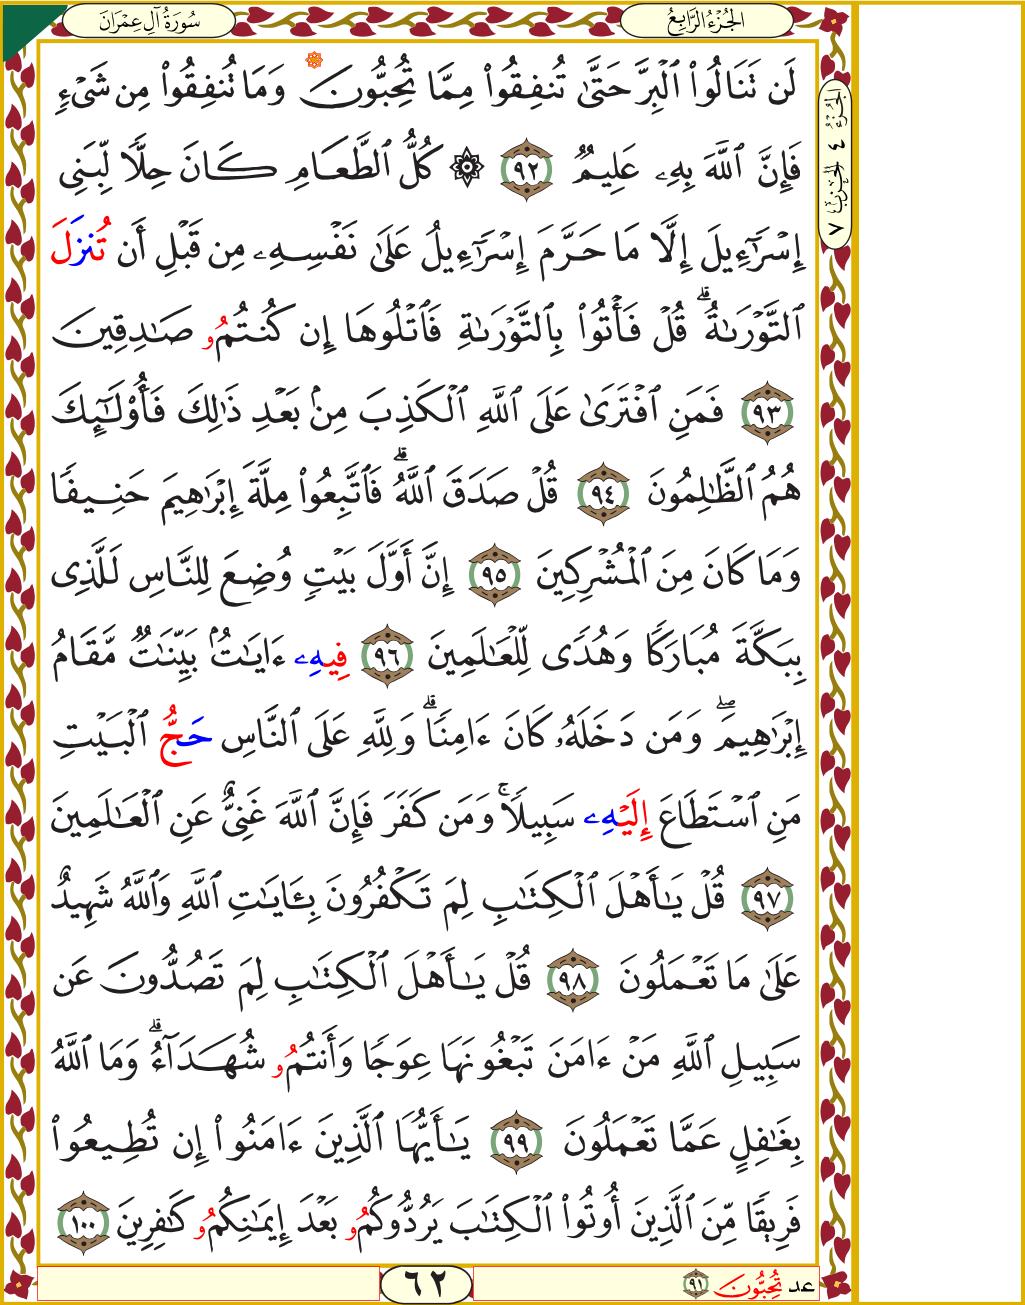 سُورَةُ آلِ عِمْرَان
الجُزْءُ الرَّابِعُ
لَن تَنَالُوا۟ ٱلْبِرَّ حَتَّىٰ تُنفِقُوا۟ مِمَّا تُحِبُّونَ وَمَا تُنفِقُوا۟ مِن شَىْءٍ
فَإِنَّ ٱللَّهَ بِهِۦ عَلِيمٌ ٩٢ ۞ كُلُّ ٱلطَّعَامِ كَانَ حِلًّا لِّبَنِى
إِسْرَٰٓءِيلَ إِلَّا مَا حَرَّمَ إِسْرَٰٓءِيلُ عَلَىٰ نَفْسِهِۦ مِن قَبْلِ أَن تُنزَلَ
ٱلتَّوْرَىٰةُ ۗ قُلْ فَأْتُوا۟ بِٱلتَّوْرَىٰةِ فَٱتْلُوهَا إِن كُنتُمُۥ صَـٰدِقِينَ
٩٣ فَمَنِ ٱفْتَرَىٰ عَلَى ٱللَّهِ ٱلْكَذِبَ مِنۢ بَعْدِ ذَٰلِكَ فَأُو۟لَـٰٓئِكَ
هُمُ ٱلظَّـٰلِمُونَ ٩٤ قُلْ صَدَقَ ٱللَّهُ ۗ فَٱتَّبِعُوا۟ مِلَّةَ إِبْرَٰهِيمَ حَنِيفًا
وَمَا كَانَ مِنَ ٱلْمُشْرِكِينَ ٩٥ إِنَّ أَوَّلَ بَيْتٍ وُضِعَ لِلنَّاسِ لَلَّذِى
بِبَكَّةَ مُبَارَكًا وَهُدًى لِّلْعَـٰلَمِينَ ٩٦ فِيهِۦ ءَايَـٰتٌۢ بَيِّنَـٰتٌ مَّقَامُ
إِبْرَٰهِيمَ ۖ وَمَن دَخَلَهُۥ كَانَ ءَامِنًا ۗ وَلِلَّهِ عَلَى ٱلنَّاسِ حَجُّ ٱلْبَيْتِ
مَنِ ٱسْتَطَاعَ إِلَيْهِۦ سَبِيلًا ۚ وَمَن كَفَرَ فَإِنَّ ٱللَّهَ غَنِىٌّ عَنِ ٱلْعَـٰلَمِينَ
٩٧ قُلْ يَـٰأَهْلَ ٱلْكِتَـٰبِ لِمَ تَكْفُرُونَ بِـَٔايَـٰتِ ٱللَّهِ وَٱللَّهُ شَهِيدٌ
عَلَىٰ مَا تَعْمَلُونَ ٩٨ قُلْ يَـٰأَهْلَ ٱلْكِتَـٰبِ لِمَ تَصُدُّونَ عَن
سَبِيلِ ٱللَّهِ مَنْ ءَامَنَ تَبْغُونَهَا عِوَجًا وَأَنتُمُۥ شُهَدَآءُ ۗ وَمَا ٱللَّهُ
بِغَـٰفِلٍ عَمَّا تَعْمَلُونَ ٩٩ يَـٰأَيُّهَا ٱلَّذِينَ ءَامَنُوا۟ إِن تُطِيعُوا۟
فَرِيقًا مِّنَ ٱلَّذِينَ أُوتُوا۟ ٱلْكِتَـٰبَ يَرُدُّوكُمُۥ بَعْدَ إِيمَـٰنِكُمُۥ كَـٰفِرِينَ ١٠٠
الجُزْءُ ٤ الحِزْبُ ٧
عد تُحِبُّونَ ٩١
٦٢